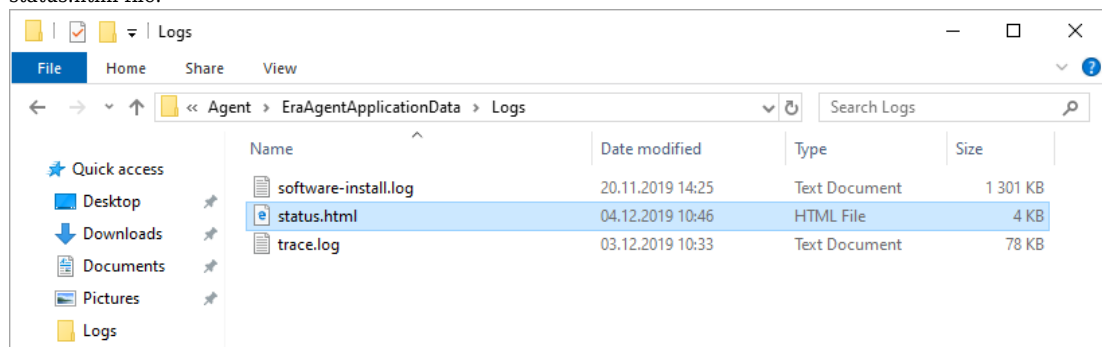 status.html file.
Logs
File Home Share View
« Agent > EraAgentApplicationData > Logs Search Logs
Name Date modified Type Size
Quick access
software-install.log 20.11.2019 14:25 Text Document 1 301 KB
Desktop
status.html 04.12.2019 10:46 HTML File 4 KB
Downloads
trace.log 03.12.2019 10:33 Text Document 78 KB
Documents
Pictures
Logs